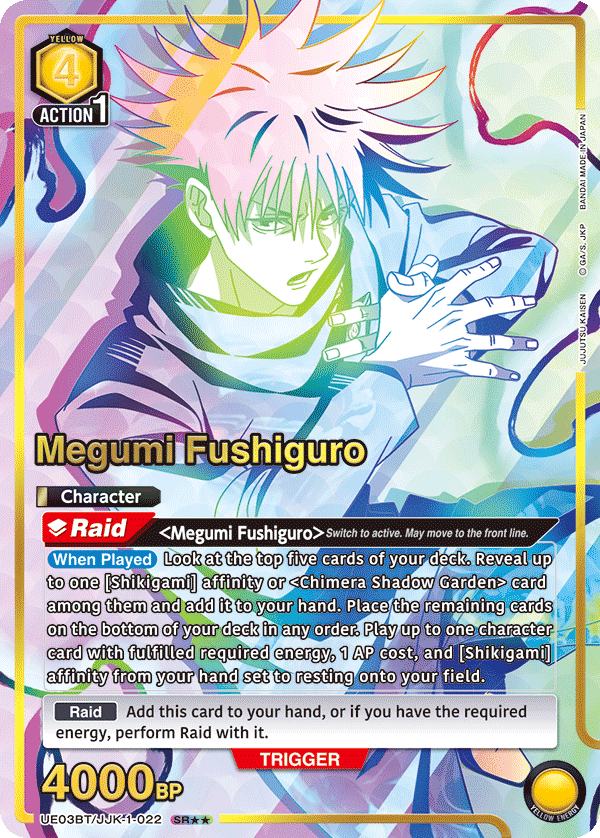 YELLOW
4
ACTION 1
JUJUTSU KAISEN © GA/S, JKP BANDAI MADE IN JAPAN
Megumi Fushiguro
Character
Raid <Megumi Fushiguro> Switch to active. May move to the front line.
When Played Look at the top five cards of your deck. Reveal up
to one [Shikigami] affinity or <Chimera Shadow Garden> card
among them and add it to your hand. Place the remaining cards
on the bottom of your deck in any order. Play up to one character
card with fulfilled required energy, 1 AP cost, and [Shikigami]
affinity from your hand set to resting onto your field.
Raid Add this card to your hand, or if you have the required
energy, perform Raid with it.
TRIGGER
4000 BP
UE03BT/JJK-1-022 SR★★
YELLOW ENERGY